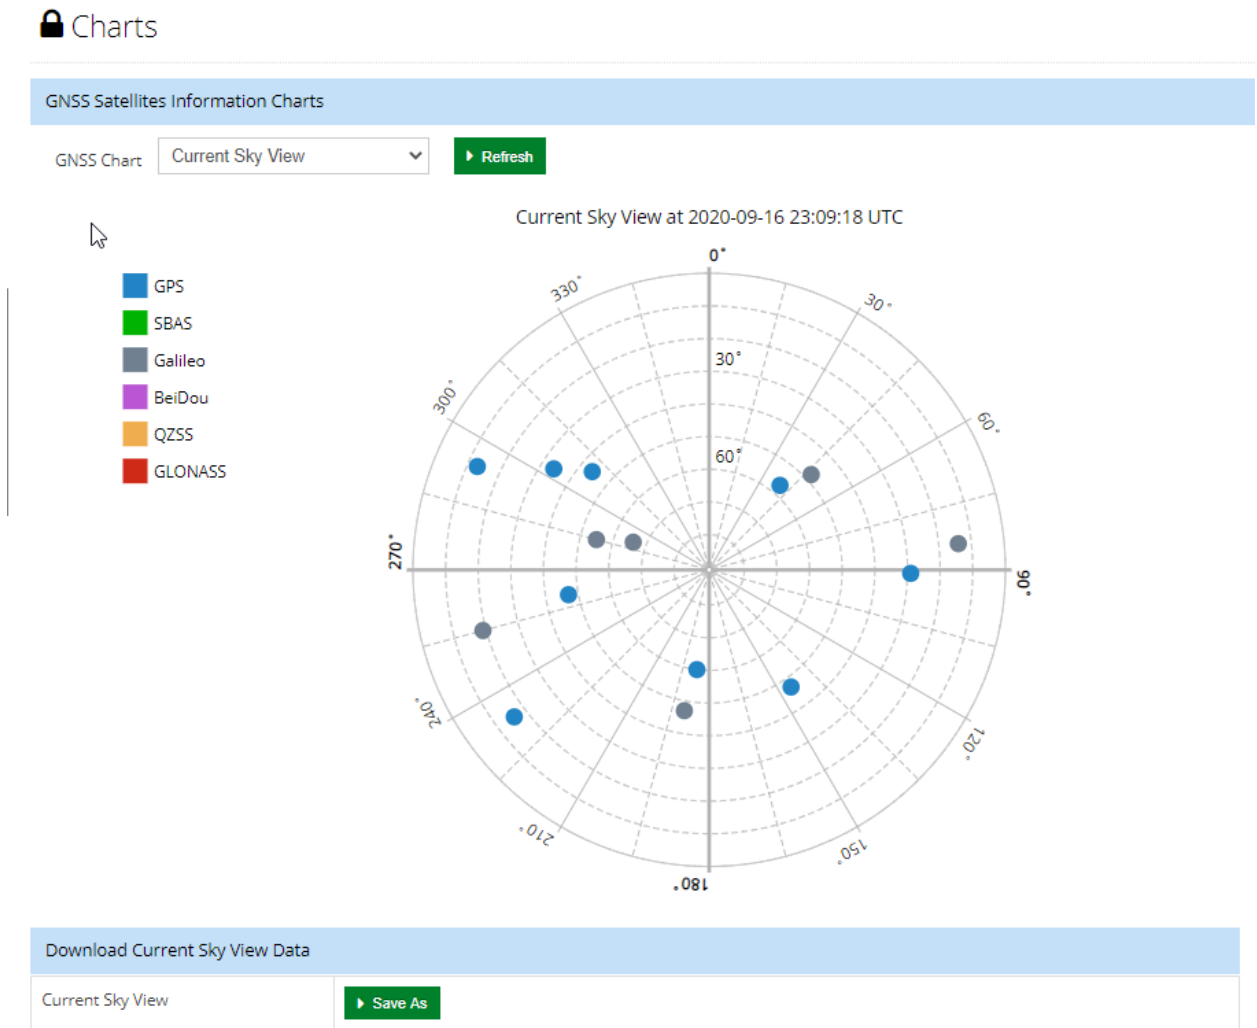 Charts
GNSS Satellites Information Charts
GNSS Chart Current Sky View Refresh
Current Sky View at 2020-09-16 23:09:18 UTC
GPS
SBAS
Galileo
BeiDou
QZSS
GLONASS
0°
30°
60°
90°
120°
150°
180°
210°
240°
270°
300°
330°
30°
60°
Download Current Sky View Data
Current Sky View Save As